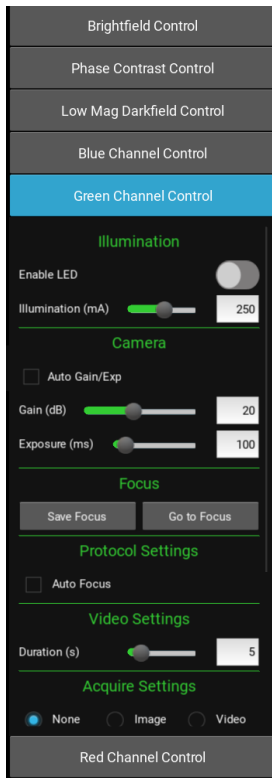 Brightfield Control
Phase Contrast Control
Low Mag Darkfield Control
Blue Channel Control
Green Channel Control
Illumination
Enable LED
Illumination (mA) 250
Camera
Auto Gain/Exp
Gain (dB) 20
Exposure (ms) 100
Focus
Save Focus Go to Focus
Protocol Settings
Auto Focus
Video Settings
Duration (s) 5
Acquire Settings
None Image Video
Red Channel Control